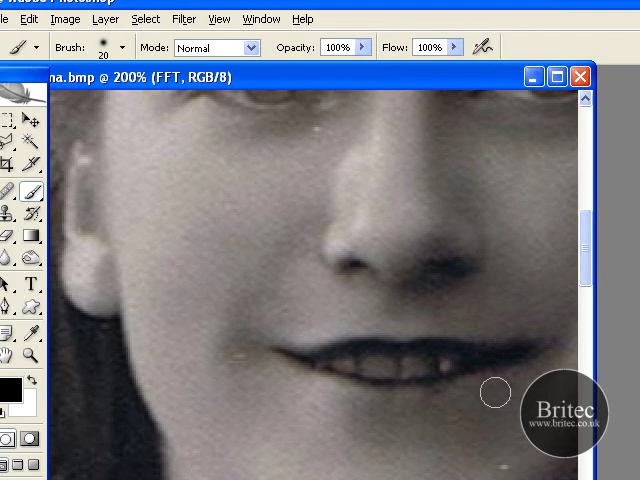 File Edit Image Layer Select Filter View Window Help
Brush: 20 Mode: Normal Opacity: 100% Flow: 100%
na.bmp @ 200% (FFT, RGB/8)
T
Britec
www.britec.co.uk